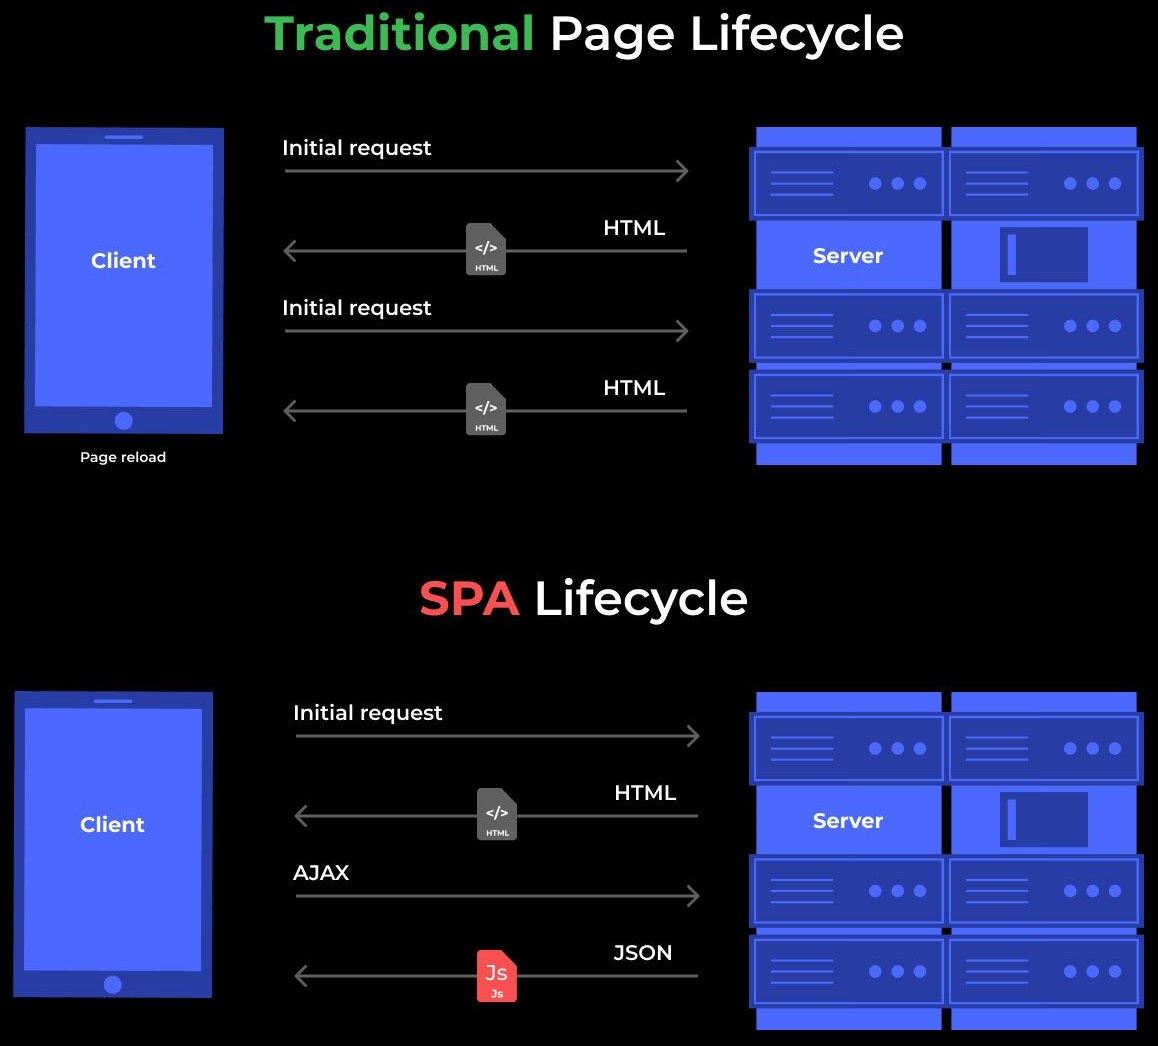 Traditional Page Lifecycle
Initial request
HTML
</>
HTML
Client
Server
Initial request
HTML
</>
HTML
Page reload
SPA Lifecycle
Initial request
HTML
</>
HTML
Client
Server
AJAX
JSON
Js
Js